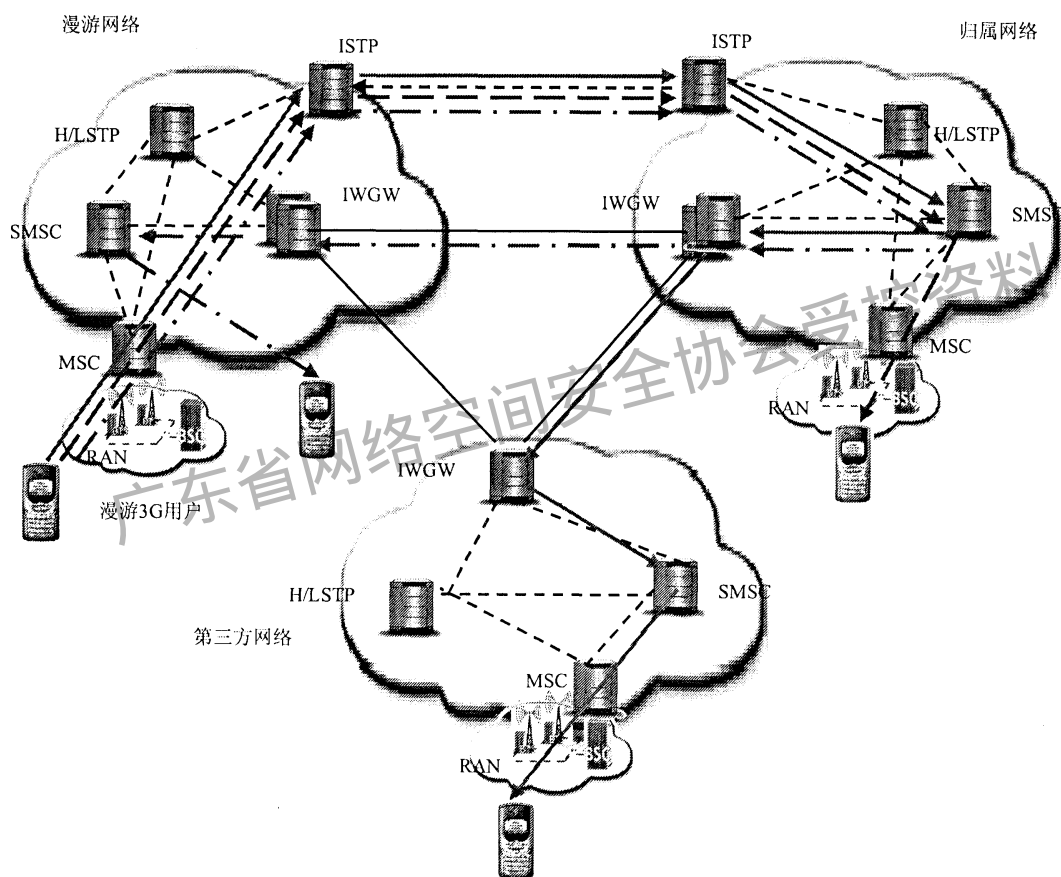 漫游网络
ISTP
ISTP
归属网络
H/LSTP
H/LSTP
IWGW
IWGW
SMSC
SMSC
MSC
MSC
RAN
BSC
RAN
BSC
漫游3G用户
IWGW
H/LSTP
SMSC
第三方网络
MSC
RAN
BSC
广东省网络空间安全协会受控资料